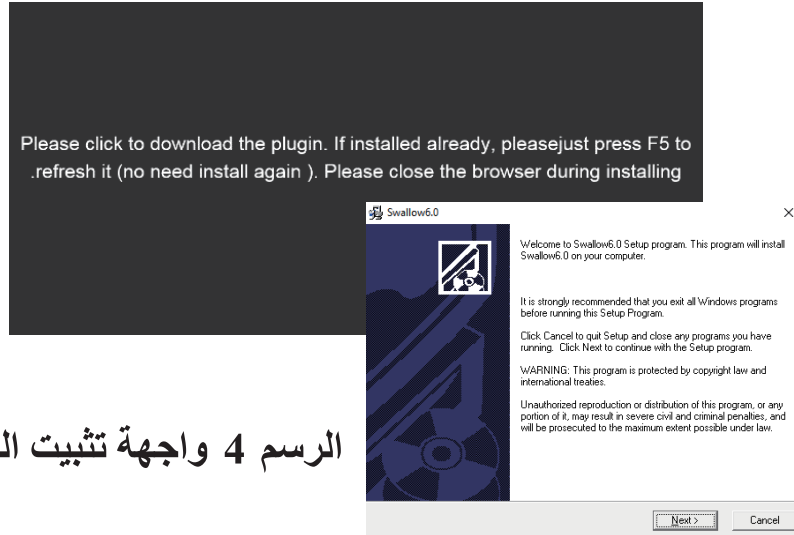 Please click to download the plugin. If installed already, pleasejust press F5 to
.refresh it (no need install again ). Please close the browser during installing
Swallow6.0
Welcome to Swallow6.0 Setup program. This program will install
Swallow6.0 on your computer.
It is strongly recommended that you exit all Windows programs
before running this Setup Program.
Click Cancel to quit Setup and close any programs you have
running. Click Next to continue with the Setup program.
WARNING: This program is protected by copyright law and
international treaties.
Unauthorized reproduction or distribution of this program, or any
portion of it, may result in severe civil and criminal penalties, and
will be prosecuted to the maximum extent possible under law.
الرسم 4 واجهة تثبيت
Next >
Cancel